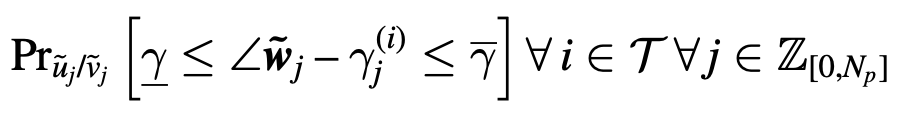 Pr_{ũ_j/ṽ_j} [γ̲ ≤ ∠w̃_j − γ_j^{(i)} ≤ γ̅] ∀ i ∈ 𝒯 ∀j ∈ ℤ_{[0,N_p]}